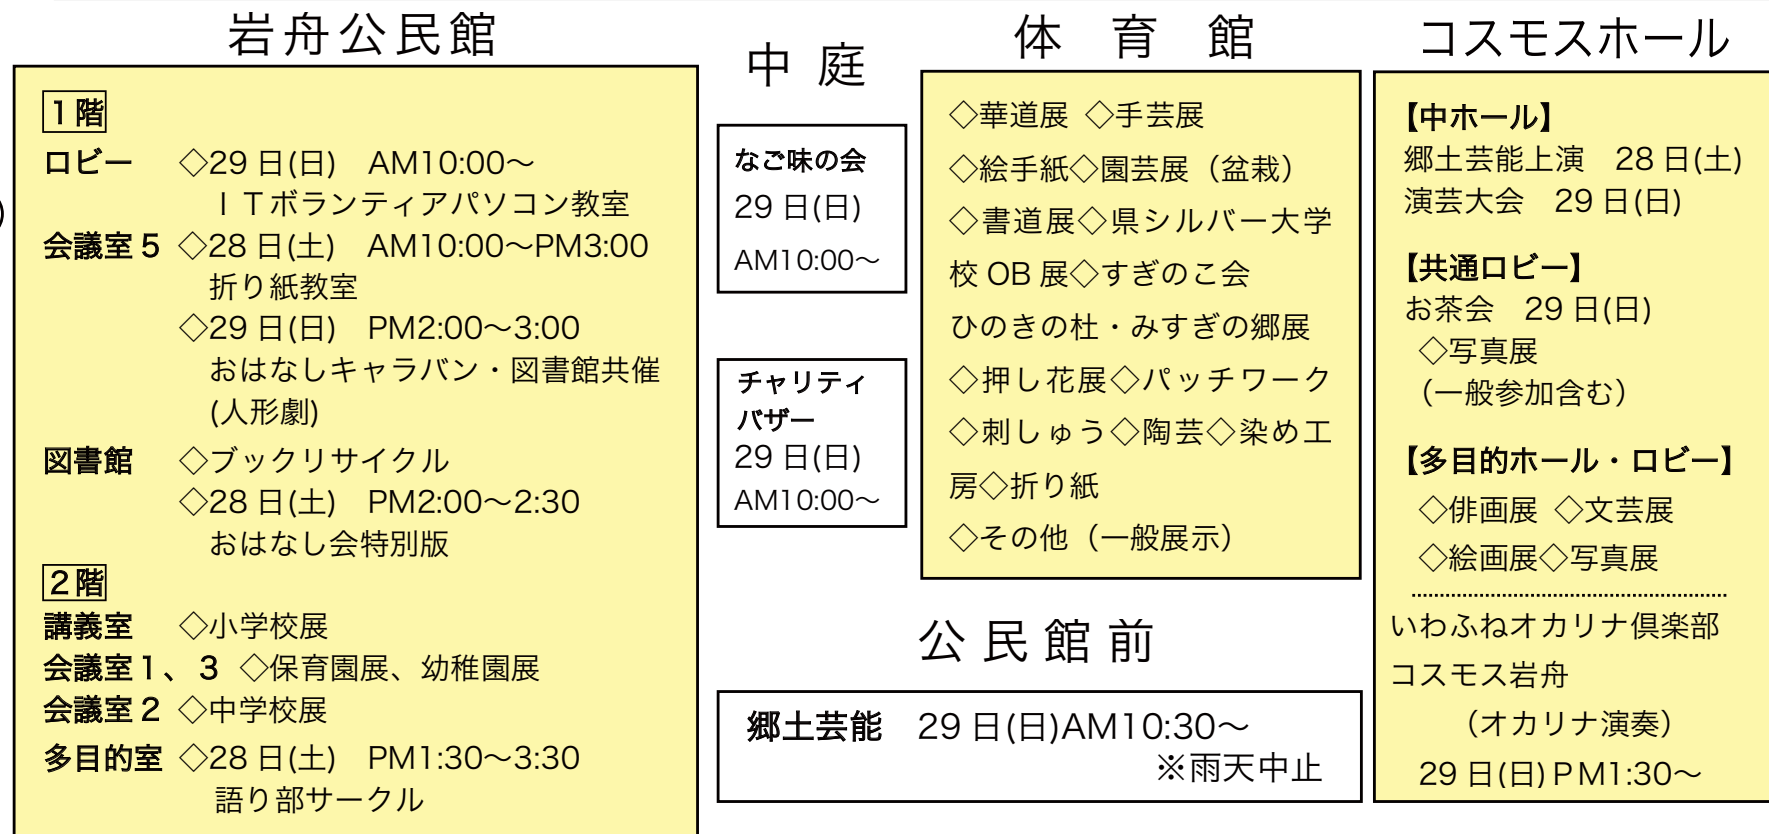 岩舟公民館
1階
ロビー ◇29日(日) AM10:00～
ＩＴボランティアパソコン教室
会議室5 ◇28日(土) AM10:00～PM3:00
折り紙教室
◇29日(日) PM2:00～3:00
おはなしキャラバン・図書館共催
(人形劇)
図書館 ◇ブックリサイクル
◇28日(土) PM2:00～2:30
おはなし会特別版
2階
講義室 ◇小学校展
会議室1、3 ◇保育園展、幼稚園展
会議室2 ◇中学校展
多目的室 ◇28日(土) PM1:30～3:30
語り部サークル
中庭
なご味の会
29日(日)
AM10:00～
チャリティ
バザー
29日(日)
AM10:00～
体育館
◇華道展 ◇手芸展
◇絵手紙◇園芸展（盆栽）
◇書道展◇県シルバー大学
校OB展◇すぎのこ会
ひのきの杜・みすぎの郷展
◇押し花展◇パッチワーク
◇刺しゅう◇陶芸◇染め工
房◇折り紙
◇その他（一般展示）
公民館前
郷土芸能 29日(日)AM10:30～
※雨天中止
コスモスホール
【中ホール】
郷土芸能上演 28日(土)
演芸大会 29日(日)
【共通ロビー】
お茶会 29日(日)
◇写真展
（一般参加含む）
【多目的ホール・ロビー】
◇俳画展 ◇文芸展
◇絵画展◇写真展
いわふねオカリナ倶楽部
コスモス岩舟
（オカリナ演奏）
29日(日)ＰM1:30～